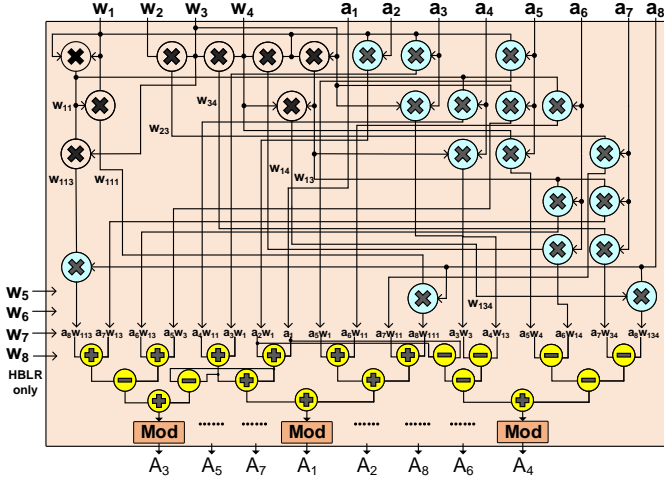 w1 w2 w3 w4 a1 a2 a3 a4 a5 a6 a7 a8
w11 w34
w23
w14
w113 w111 w13
w5
w6 w134
w7 a8w113 a7w13 a6w13 a5w3 a4w11 a3w1 a2w1 a1 a5w1 a6w11 a7w11 a8w111 a3w3 a4w13 a5w4 a6w14 a7w34 a8w134
w8
HBLR
only
Mod ...... ...... Mod ...... ...... ...... Mod
A3 A5 A7 A1 A2 A8 A6 A4